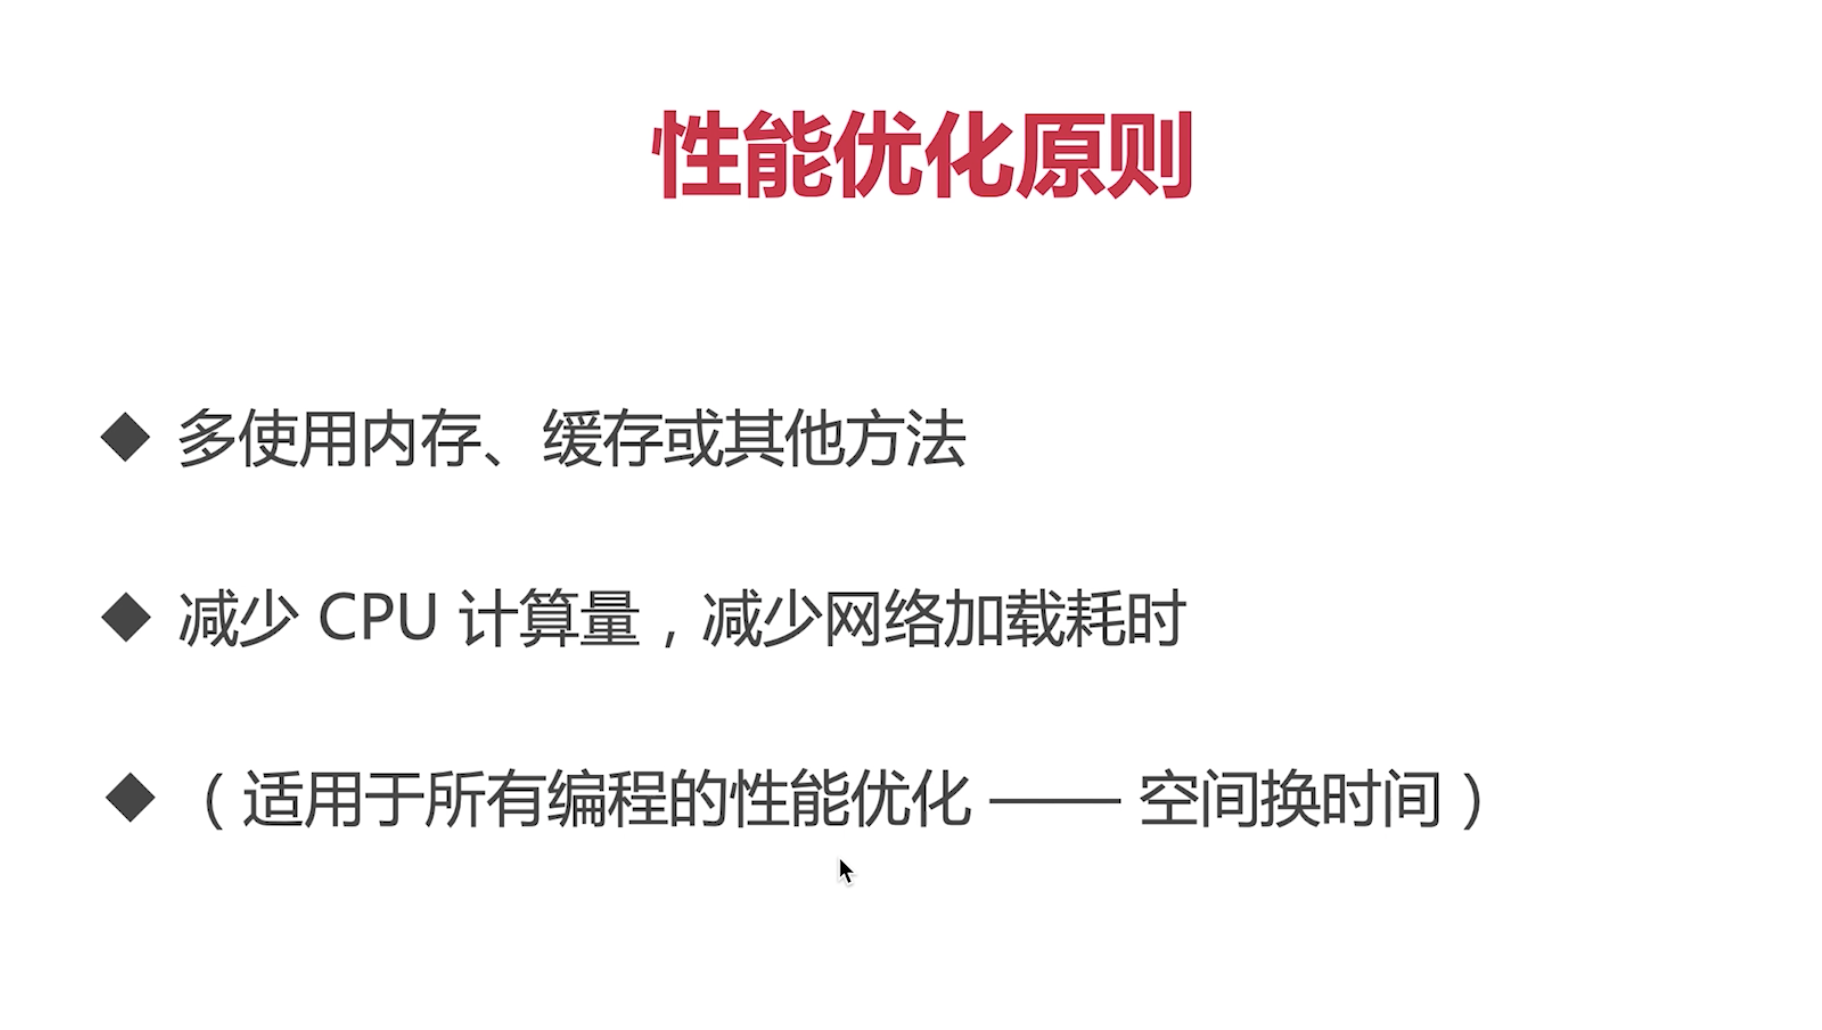 性能优化原则
◆ 多使用内存、缓存或其他方法
◆ 减少 CPU 计算量，减少网络加载耗时
◆ （适用于所有编程的性能优化 —— 空间换时间）